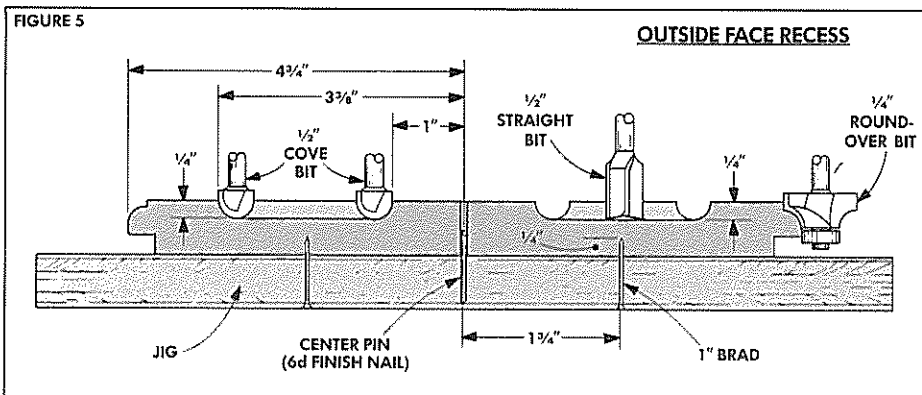 FIGURE 5
OUTSIDE FACE RECESS
4¾"
3⅜"
1"
½"
COVE
BIT
¼"
½"
STRAIGHT
BIT
¼"
¼"
ROUND-
OVER BIT
¼"
JIG
CENTER PIN
(6d FINISH NAIL)
1¾"
1" BRAD